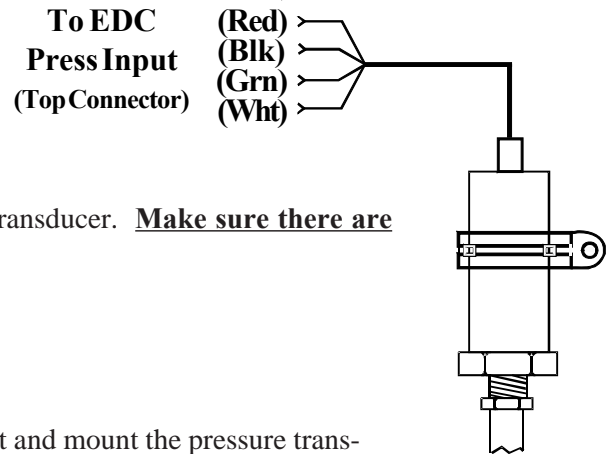 To EDC
Press Input
(Top Connector)
(Red)
(Blk)
(Grn)
(Wht)
ransducer. Make sure there are
t and mount the pressure trans-